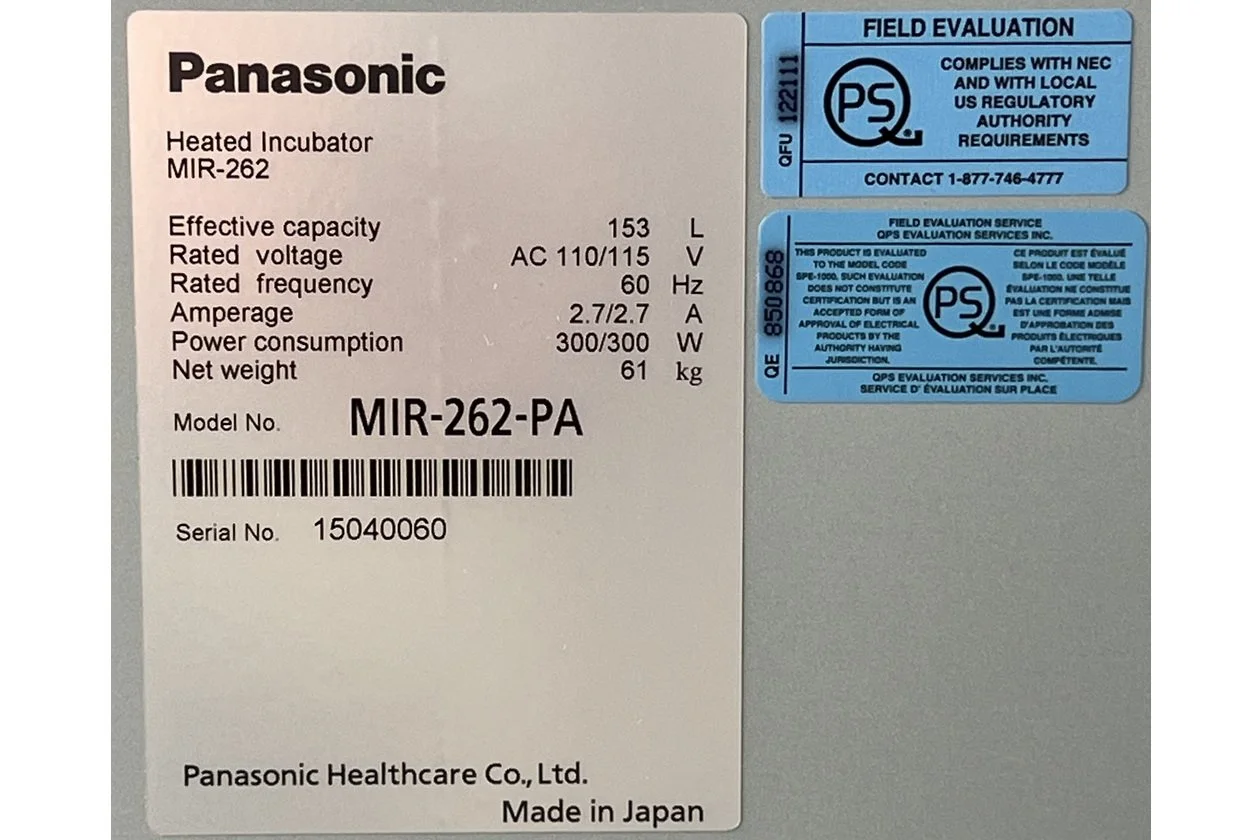 Panasonic
Heated Incubator
MIR-262
Effective capacity 153 L
Rated voltage AC 110/115 V
Rated frequency 60 Hz
Amperage 2.7/2.7 A
Power consumption 300/300 W
Net weight 61 kg
Model No. MIR-262-PA
Serial No. 15040060
Panasonic Healthcare Co., Ltd.
Made in Japan
FIELD EVALUATION
QFU 122111
PS
COMPLIES WITH NEC
AND WITH LOCAL
US REGULATORY
AUTHORITY
REQUIREMENTS
CONTACT 1-877-746-4777
FIELD EVALUATION SERVICE
QPS EVALUATION SERVICES INC.
QE 850868
THIS PRODUCT IS EVALUATED
TO THE MODEL CODE
SPE-1000. SUCH EVALUATION
DOES NOT CONSTITUTE
CERTIFICATION BUT IS AN
ACCEPTED FORM OF
APPROVAL OF ELECTRICAL
PRODUCTS BY THE
AUTHORITY HAVING
JURISDICTION.
PS
CE PRODUIT EST ÉVALUÉ
SELON LE CODE MODÈLE
SPE-1000. UNE TELLE
ÉVALUATION NE CONSTITUE
PAS LA CERTIFICATION MAIS
EST UNE FORME ADMISE
D'APPROBATION DES
PRODUITS ÉLECTRIQUES
PAR L'AUTORITÉ
COMPÉTENTE.
QPS EVALUATION SERVICES INC.
SERVICE D' ÉVALUATION SUR PLACE